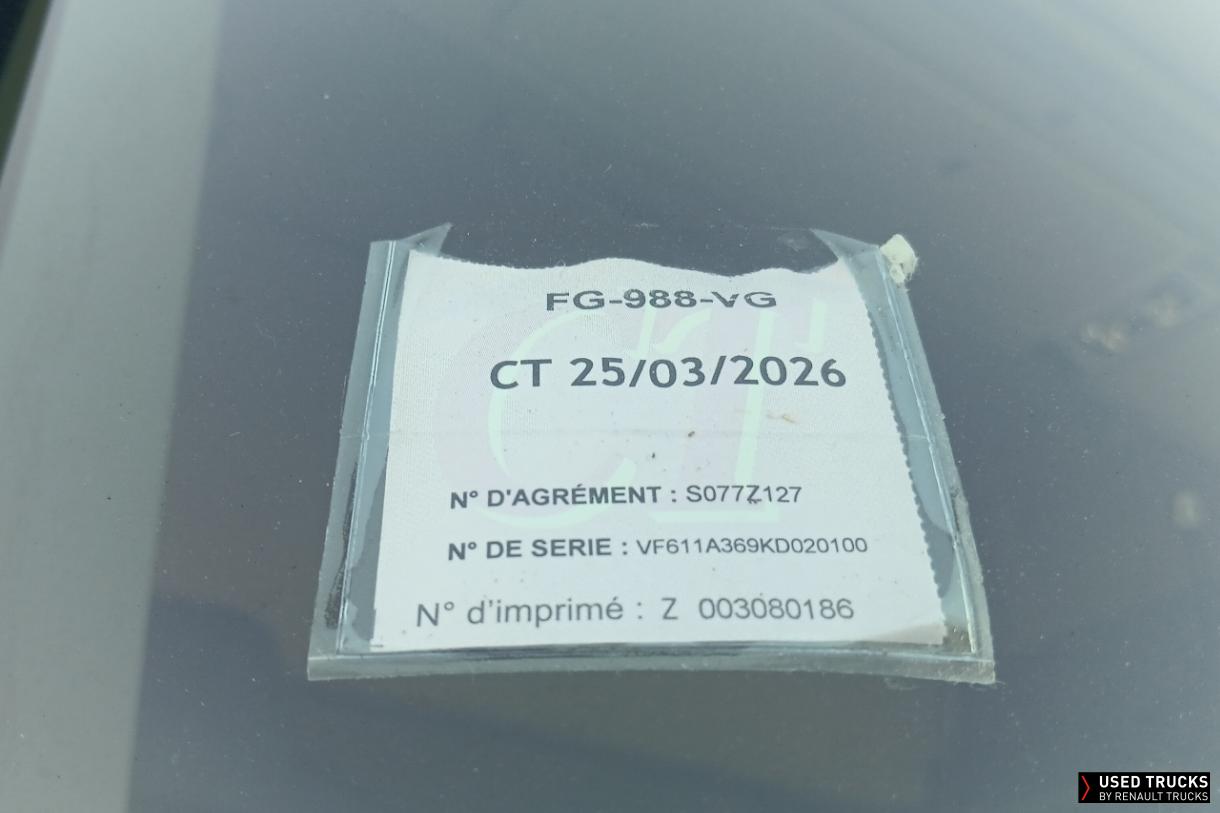 FG-988-VG
CT 25/03/2026
N° D'AGRÉMENT : S077Z127
N° DE SERIE : VF611A369KD020100
N° d'imprimé : Z 003080186
USED TRUCKS
BY RENAULT TRUCKS